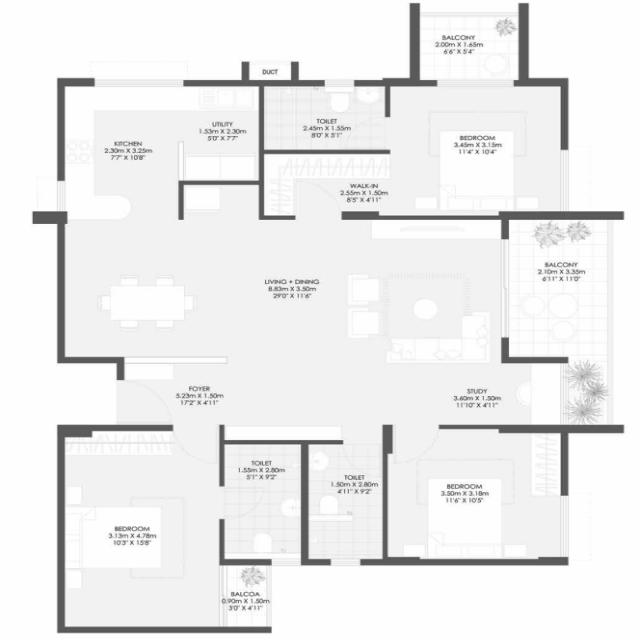 BALCONY
2.00m X 1.65m
6'6" X 5'4"
DUCT
UTILITY
1.53m X 2.30m
5'0" X 7'7"
TOILET
2.45m X 1.55m
8'0" X 5'1"
KITCHEN
2.30m X 3.25m
7'7" X 10'8"
BEDROOM
3.45m X 3.15m
11'4" X 10'4"
WALK-IN
2.55m X 1.50m
8'5" X 4'11"
BALCONY
2.10m X 3.35m
6'11" X 11'0"
LIVING + DINING
8.83m X 3.50m
29'0" X 11'6"
FOYER
5.23m X 1.50m
17'2" X 4'11"
STUDY
3.60m X 1.50m
11'10" X 4'11"
TOILET
1.55m X 2.80m
5'1" X 9'2"
TOILET
1.50m X 2.80m
4'11" X 9'2"
BEDROOM
3.50m X 3.18m
11'6" X 10'5"
BEDROOM
3.13m X 4.78m
10'3" X 15'8"
BALCOA
0.90m X 1.50m
3'0" X 4'11"